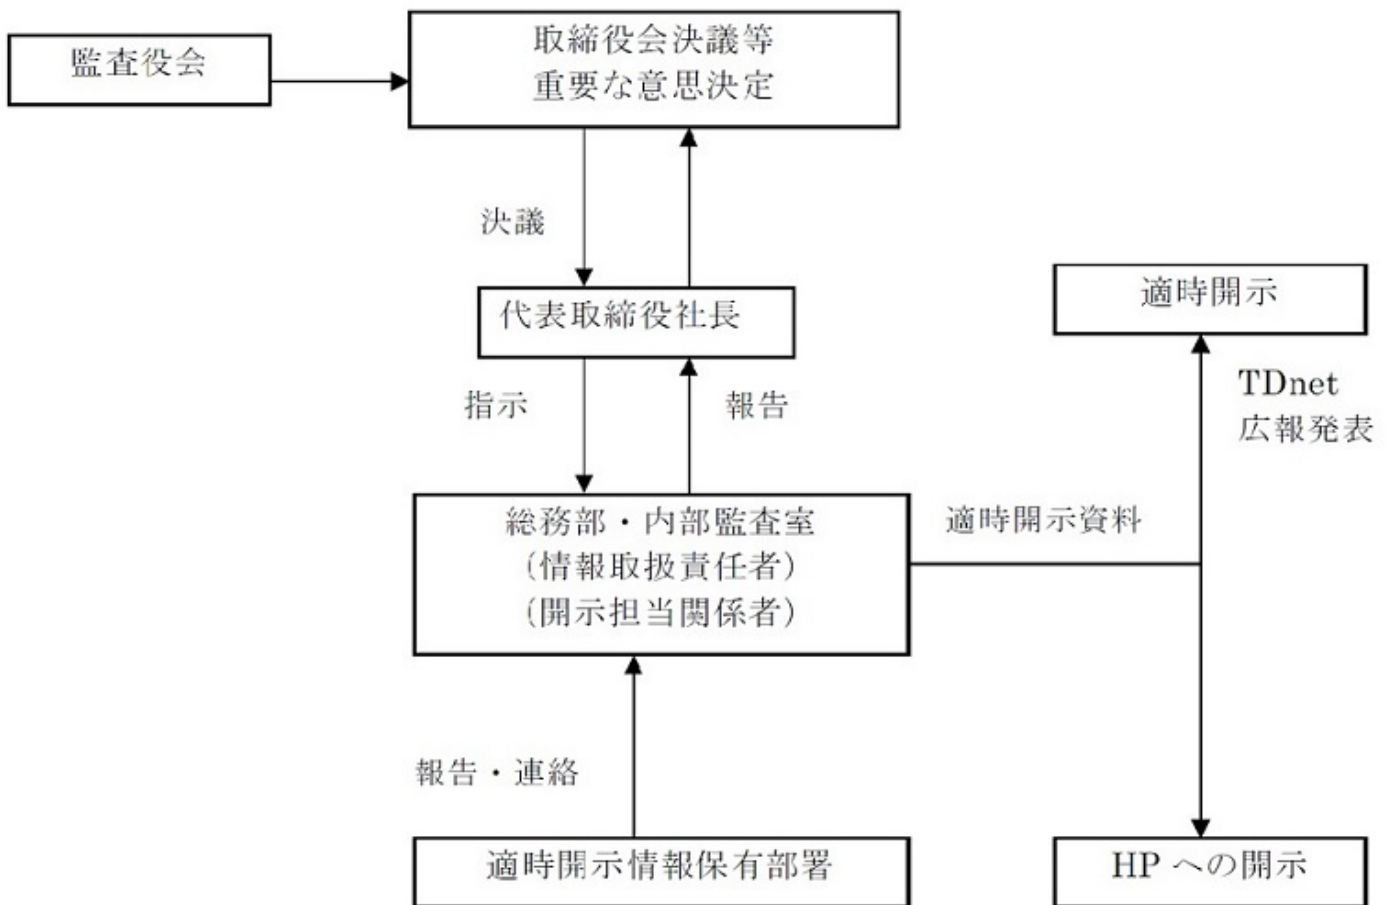 監査役会
取締役会決議等
重要な意思決定
決議
代表取締役社長
適時開示
指示
報告
TDnet
広報発表
総務部・内部監査室
(情報取扱責任者)
(開示担当関係者)
適時開示資料
報告・連絡
適時開示情報保有部署
HP への開示